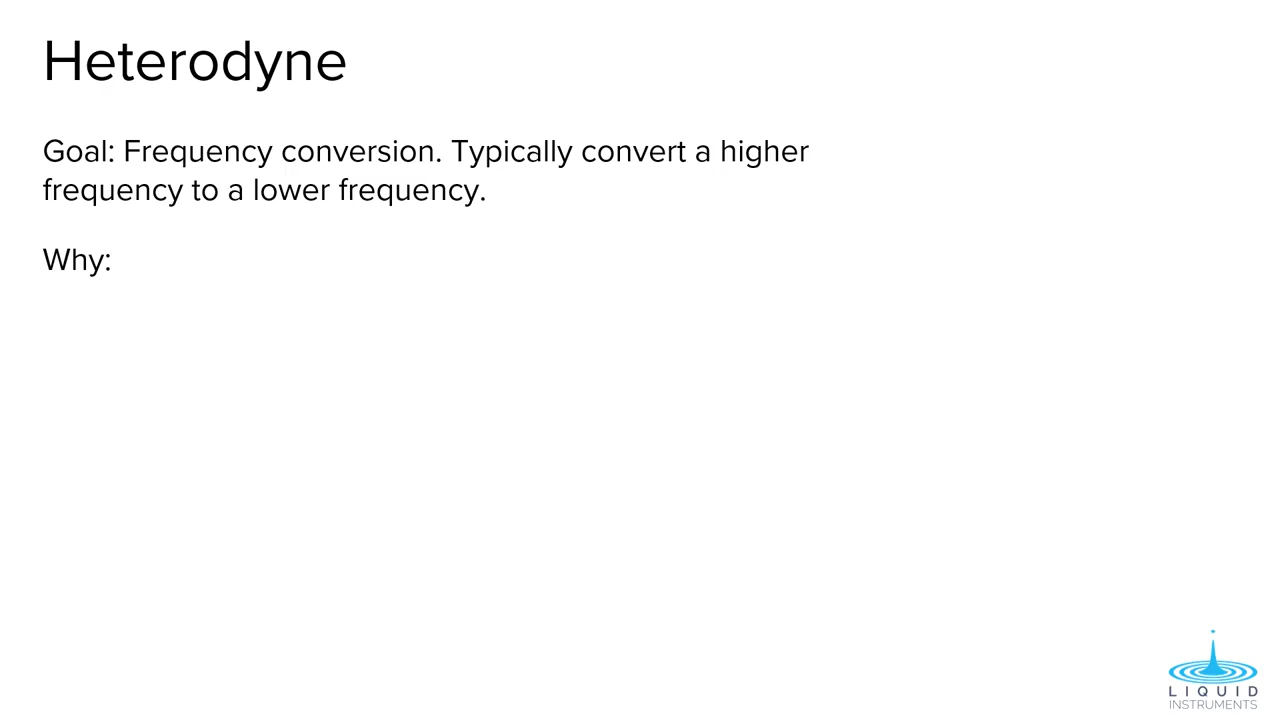 Heterodyne
Goal: Frequency conversion. Typically convert a higher
frequency to a lower frequency.
Why:
LIQUID
INSTRUMENTS